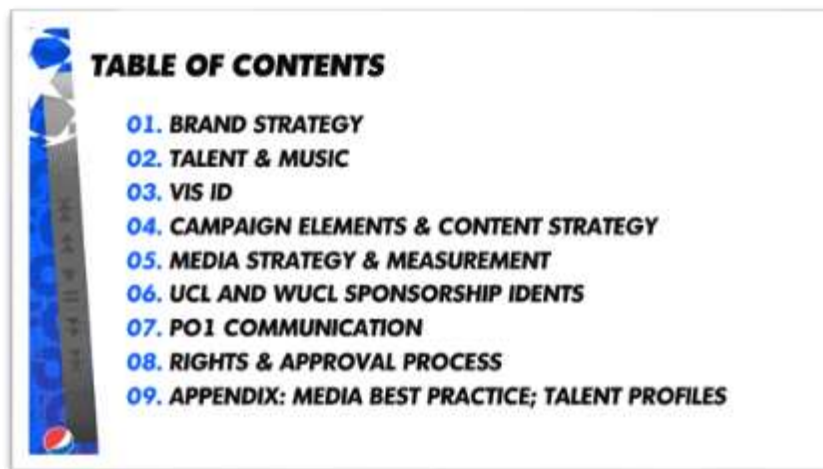 TABLE OF CONTENTS
01. BRAND STRATEGY
02. TALENT & MUSIC
03. VIS ID
04. CAMPAIGN ELEMENTS & CONTENT STRATEGY
05. MEDIA STRATEGY & MEASUREMENT
06. UCL AND WUCL SPONSORSHIP IDENTS
07. PO1 COMMUNICATION
08. RIGHTS & APPROVAL PROCESS
09. APPENDIX: MEDIA BEST PRACTICE; TALENT PROFILES